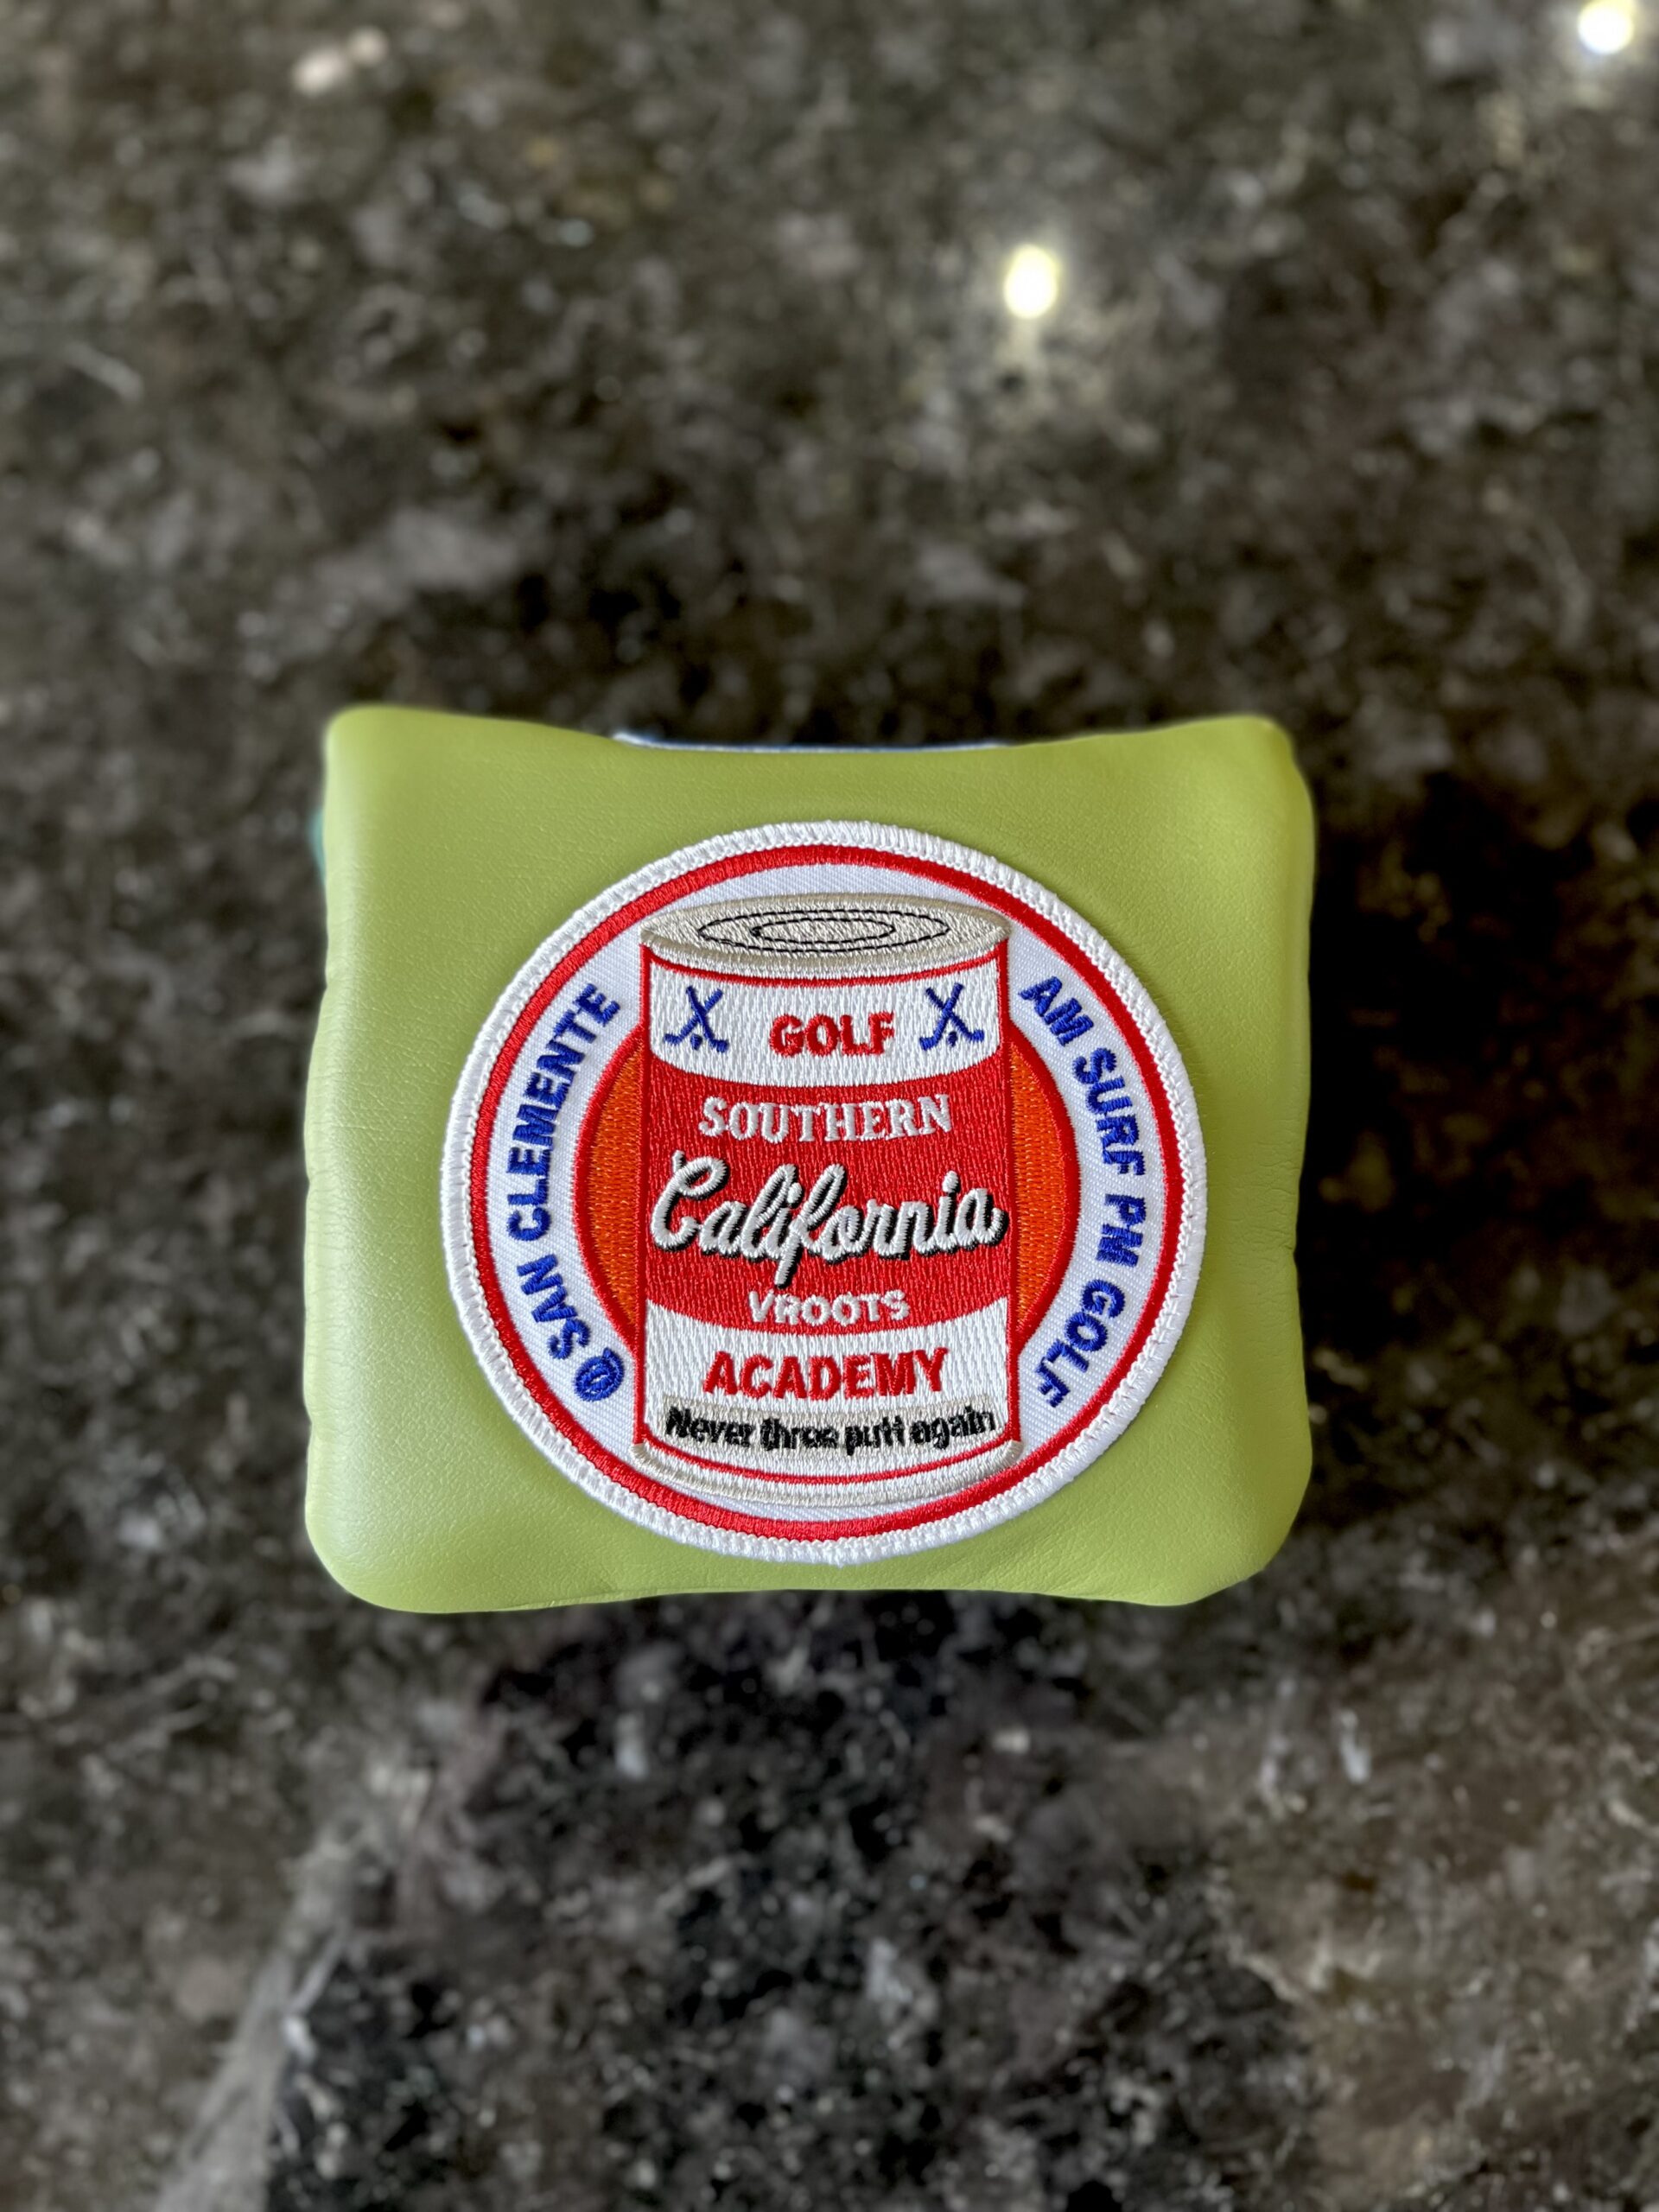 @ SAN CLEMENTE
AM SURF PM GOLF
GOLF
SOUTHERN
California
VROOTS
ACADEMY
Never three putt again